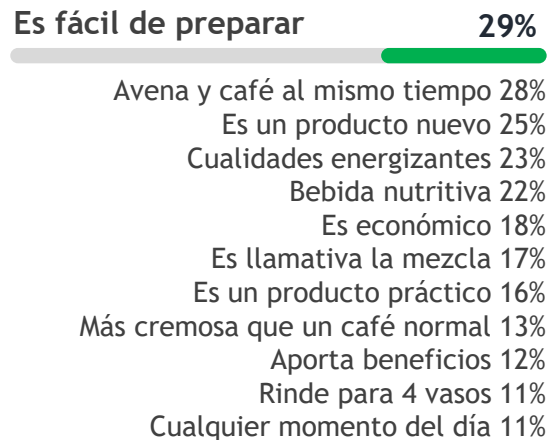 Es fácil de preparar 29%
Avena y café al mismo tiempo 28%
Es un producto nuevo 25%
Cualidades energizantes 23%
Bebida nutritiva 22%
Es económico 18%
Es llamativa la mezcla 17%
Es un producto práctico 16%
Más cremosa que un café normal 13%
Aporta beneficios 12%
Rinde para 4 vasos 11%
Cualquier momento del día 11%